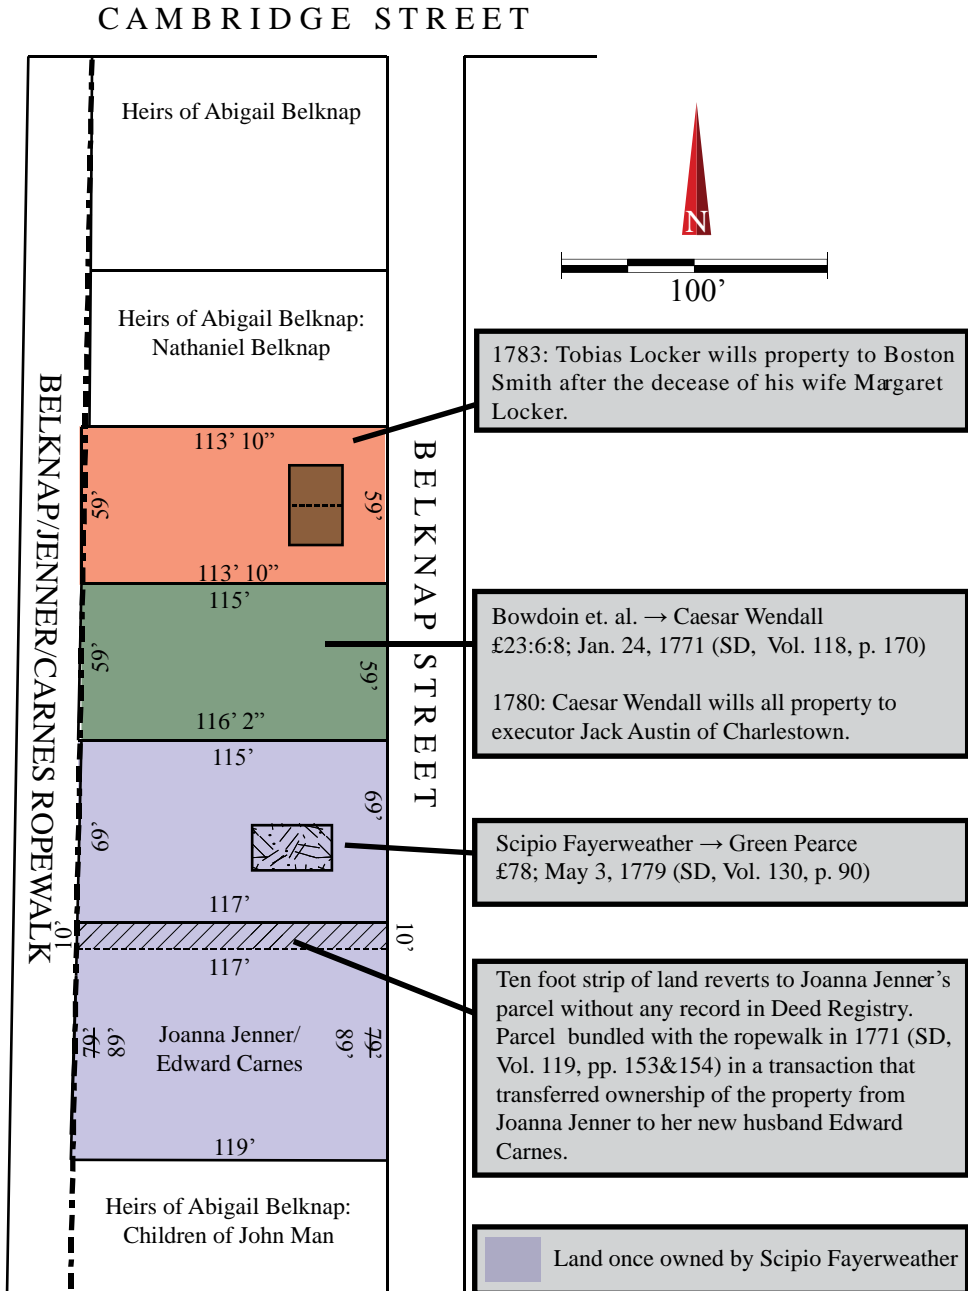 CAMBRIDGE STREET
Heirs of Abigail Belknap
N
100’
Heirs of Abigail Belknap:
Nathaniel Belknap
1783: Tobias Locker wills property to Boston
Smith after the decease of his wife Margaret
Locker.
BELKNAP/JENNER/CARNES ROPEWALK
BELKNAP STREET
113’ 10”
59’
59’
113’ 10”
115’
59’
59’
116’ 2”
Bowdoin et. al. → Caesar Wendall
£23:6:8; Jan. 24, 1771 (SD, Vol. 118, p. 170)
1780: Caesar Wendall wills all property to
executor Jack Austin of Charlestown.
115’
69’
69’
117’
Scipio Fayerweather → Green Pearce
£78; May 3, 1779 (SD, Vol. 130, p. 90)
10’
10’
117’
79’
89’
Joanna Jenner/
Edward Carnes
89’
79’
119’
Ten foot strip of land reverts to Joanna Jenner’s
parcel without any record in Deed Registry.
Parcel bundled with the ropewalk in 1771 (SD,
Vol. 119, pp. 153&154) in a transaction that
transferred ownership of the property from
Joanna Jenner to her new husband Edward
Carnes.
Heirs of Abigail Belknap:
Children of John Man
Land once owned by Scipio Fayerweather